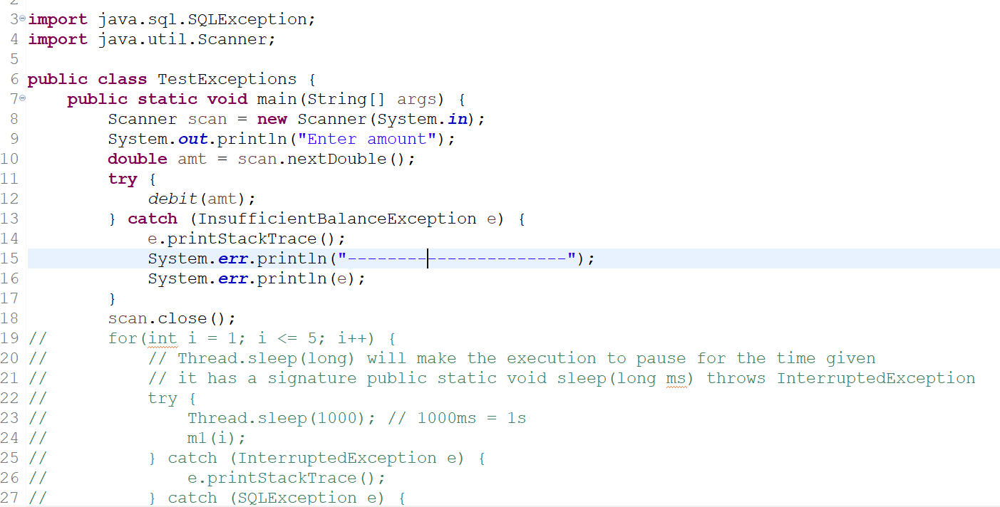 2
3 import java.sql.SQLException;
4 import java.util.Scanner;
5
6 public class TestExceptions {
7     public static void main(String[] args) {
8         Scanner scan = new Scanner(System.in);
9         System.out.println("Enter amount");
10         double amt = scan.nextDouble();
11         try {
12             debit(amt);
13         } catch (InsufficientBalanceException e) {
14             e.printStackTrace();
15             System.err.println("----------------------");
16             System.err.println(e);
17         }
18         scan.close();
19 //      for(int i = 1; i <= 5; i++) {
20 //          // Thread.sleep(long) will make the execution to pause for the time given
21 //          // it has a signature public static void sleep(long ms) throws InterruptedException
22 //          try {
23 //              Thread.sleep(1000); // 1000ms = 1s
24 //              m1(i);
25 //          } catch (InterruptedException e) {
26 //              e.printStackTrace();
27 //          } catch (SQLException e) {